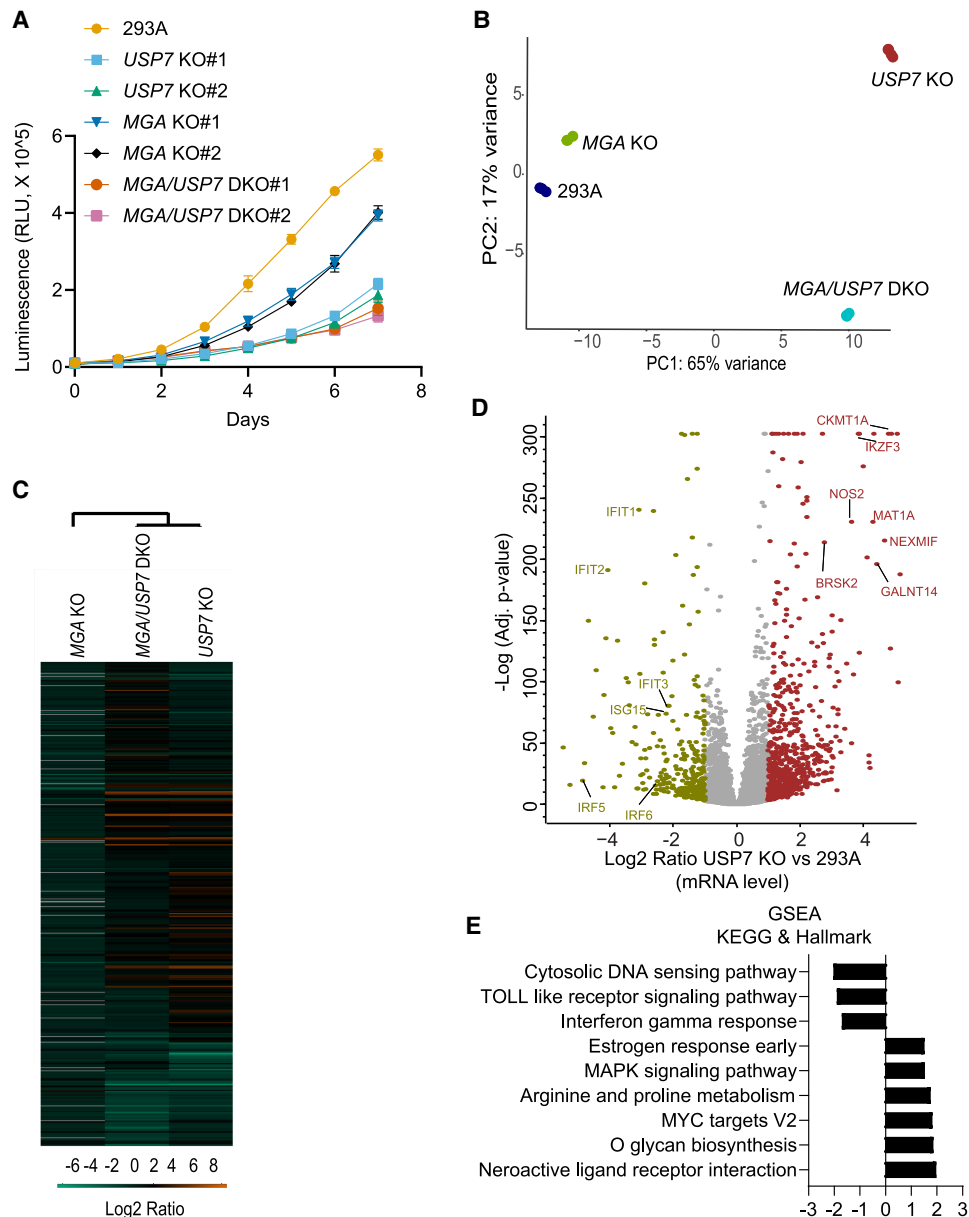 A
293A
USP7 KO#1
USP7 KO#2
MGA KO#1
MGA KO#2
MGA/USP7 DKO#1
MGA/USP7 DKO#2
Luminescence (RLU, X 10^5)
6
4
2
0
0 2 4 6 8
Days
B
USP7 KO
MGA KO
293A
MGA/USP7 DKO
PC2: 17% variance
5
0
−5
−10 −5 0 5 10
PC1: 65% variance
C
MGA KO
MGA/USP7 DKO
USP7 KO
-6 -4 -2 0 2 4 6 8
Log2 Ratio
D
-Log (Adj. p-value)
300
250
200
150
100
50
0
CKMT1A
IKZF3
NOS2
MAT1A
NEXMIF
BRSK2
GALNT14
IFIT1
IFIT2
IFIT3
ISG15
IRF5
IRF6
−4 −2 0 2 4
Log2 Ratio USP7 KO vs 293A
(mRNA level)
E
GSEA
KEGG & Hallmark
Cytosolic DNA sensing pathway
TOLL like receptor signaling pathway
Interferon gamma response
Estrogen response early
MAPK signaling pathway
Arginine and proline metabolism
MYC targets V2
O glycan biosynthesis
Neroactive ligand receptor interaction
-3 -2 -1 0 1 2 3